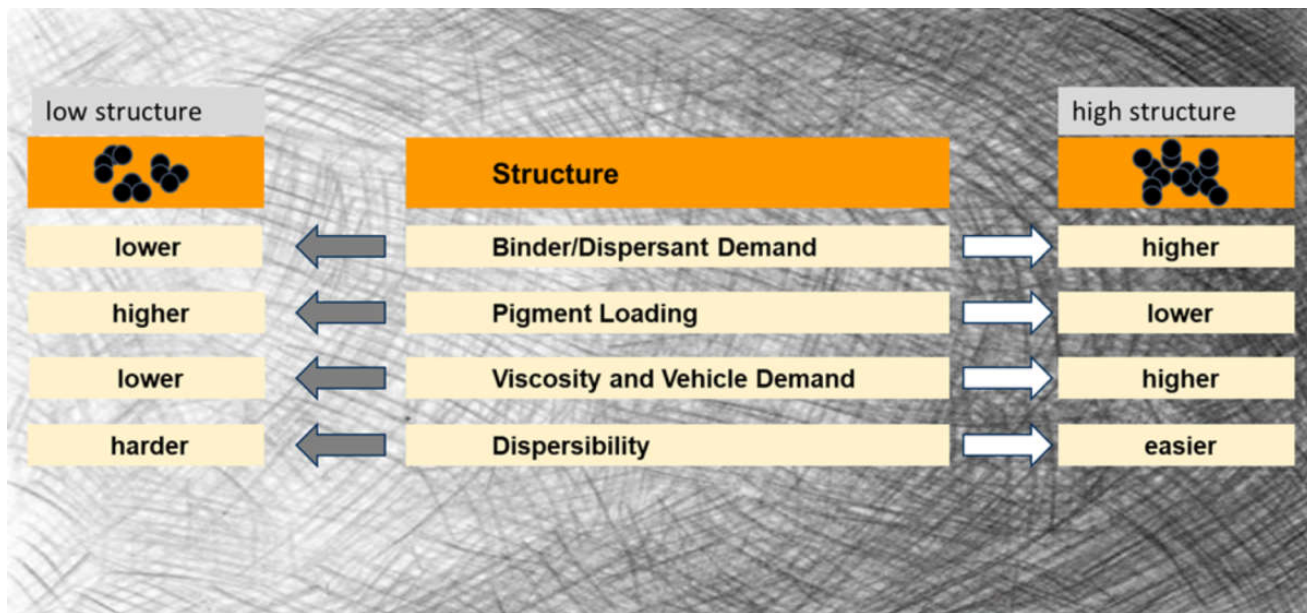 low structure
high structure
Structure
lower
Binder/Dispersant Demand
higher
higher
Pigment Loading
lower
lower
Viscosity and Vehicle Demand
higher
harder
Dispersibility
easier